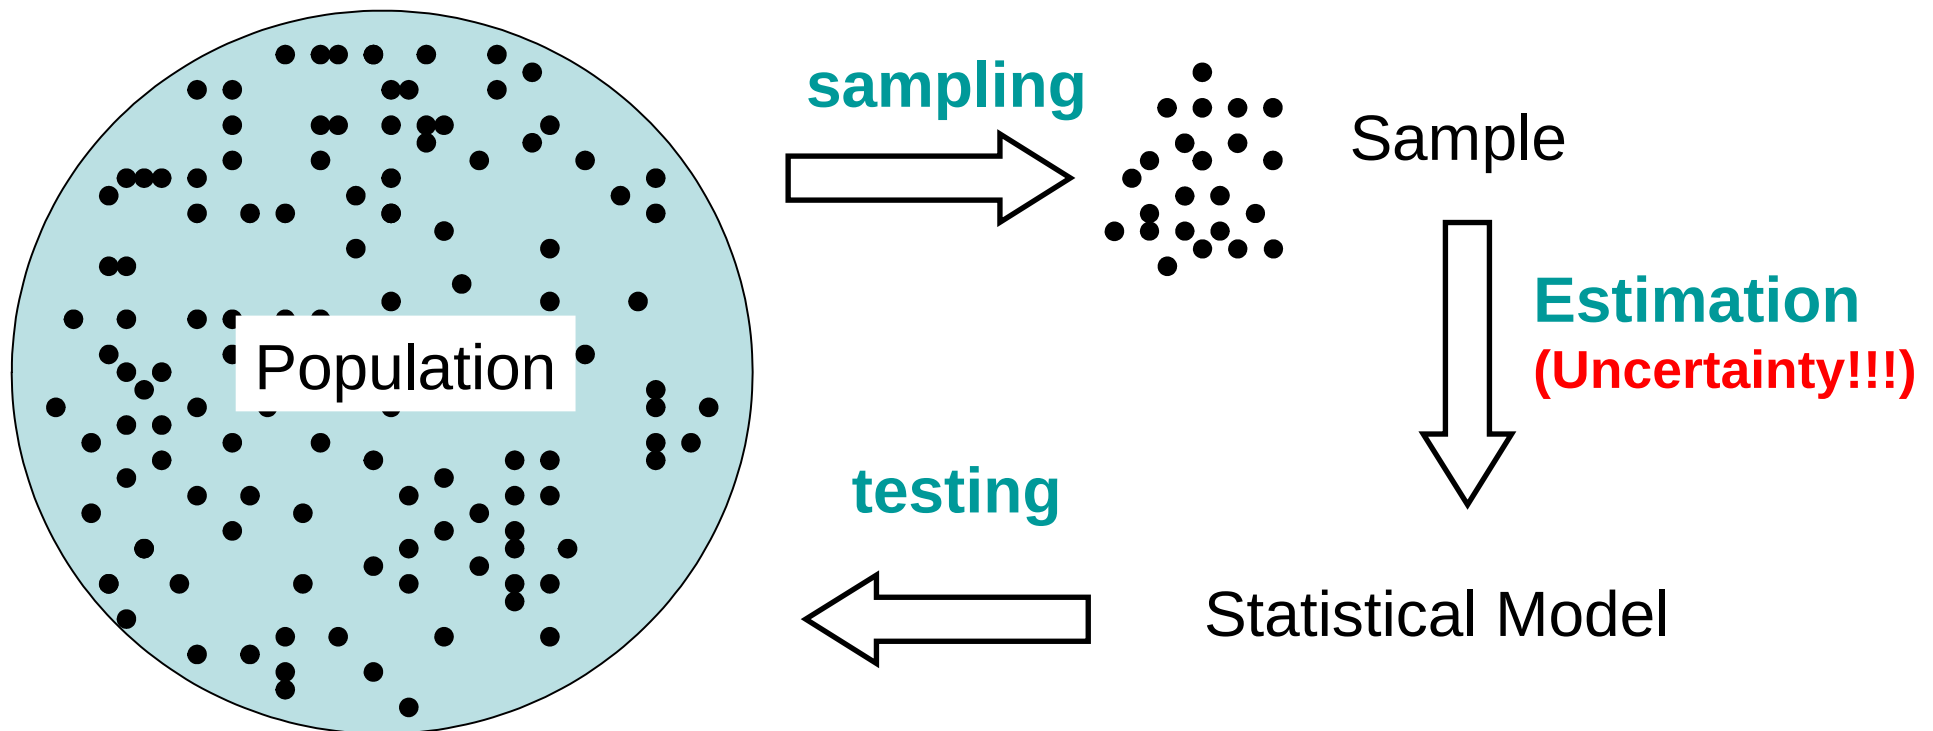 sampling
Sample
Population
Estimation
(Uncertainty!!!)
testing
Statistical Model